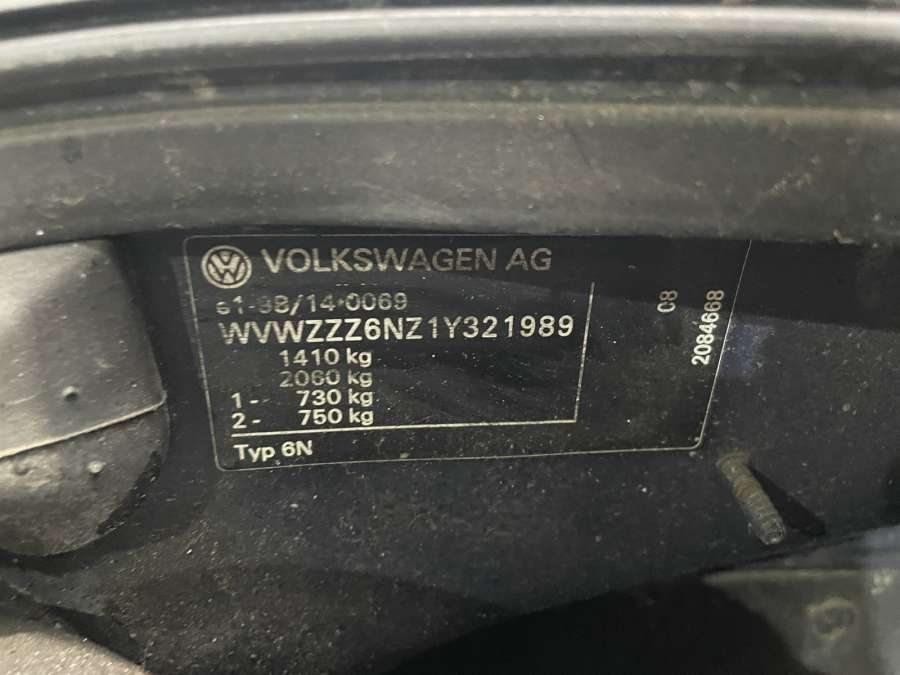 VOLKSWAGEN AG
e1-98/14*0069
WVWZZZ6NZ1Y321989
1410 kg
2060 kg
1- 730 kg
2- 750 kg
Typ 6N
08
2084668